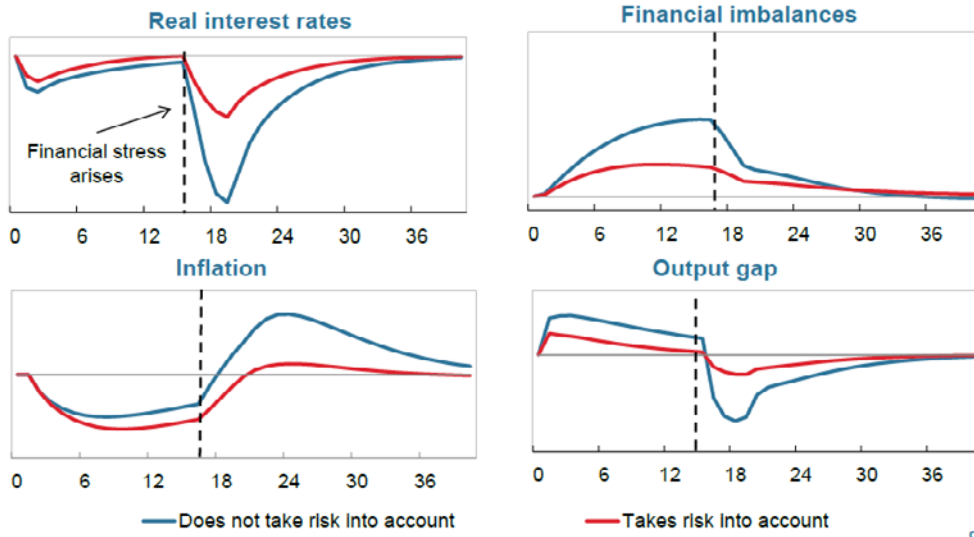 Real interest rates
Financial imbalances
Financial stress
arises
0 6 12 18 24 30 36
0 6 12 18 24 30 36
Inflation
Output gap
0 6 12 18 24 30 36
0 6 12 18 24 30 36
Does not take risk into account
Takes risk into account